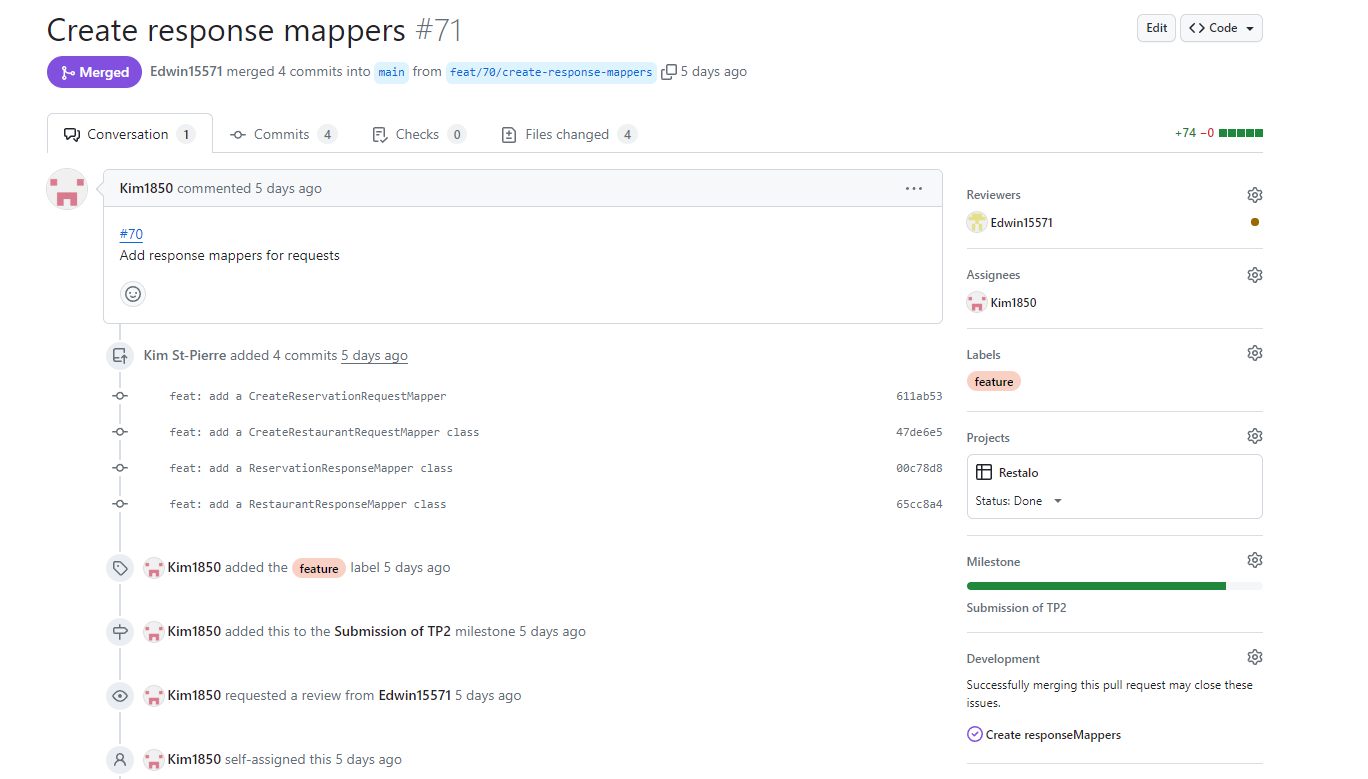 Create response mappers #71
Edit
Code
Merged
Edwin15571 merged 4 commits into main from feat/70/create-response-mappers 5 days ago
Conversation 1
Commits 4
Checks 0
Files changed 4
+74 −0
Kim1850 commented 5 days ago
#70
Add response mappers for requests
Kim St-Pierre added 4 commits 5 days ago
feat: add a CreateReservationRequestMapper 611ab53
feat: add a CreateRestaurantRequestMapper class 47de6e5
feat: add a ReservationResponseMapper class 00c78d8
feat: add a RestaurantResponseMapper class 65cc8a4
Kim1850 added the feature label 5 days ago
Kim1850 added this to the Submission of TP2 milestone 5 days ago
Kim1850 requested a review from Edwin15571 5 days ago
Kim1850 self-assigned this 5 days ago
Reviewers
Edwin15571
Assignees
Kim1850
Labels
feature
Projects
Restalo
Status: Done
Milestone
Submission of TP2
Development
Successfully merging this pull request may close these
issues.
Create responseMappers